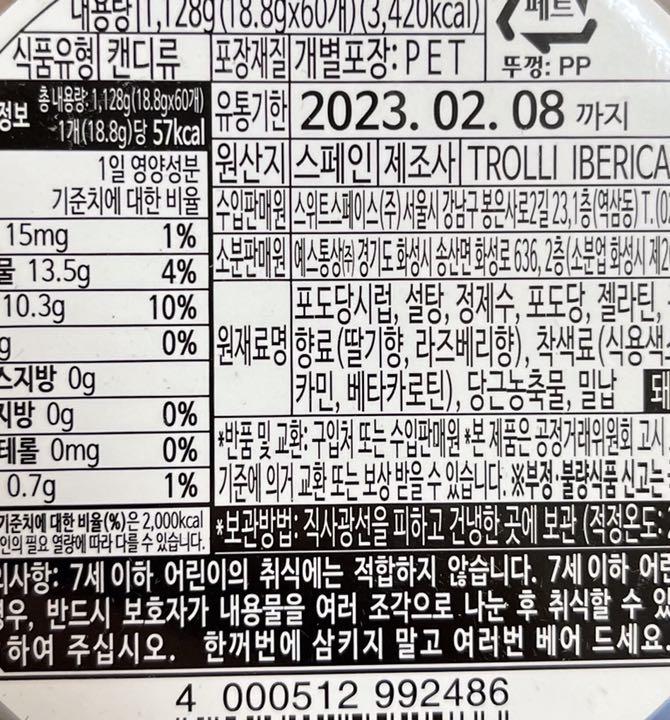 내용량 1,128g(18.8gx60개)(3,420kcal)
페트
식품유형 캔디류 포장재질 개별포장: PET
뚜껑: PP
정보 총 내용량: 1,128g(18.8gx60개)
1개(18.8g)당 57kcal
유통기한 2023. 02. 08 까지
1일 영양성분
기준치에 대한 비율
원산지 스페인 제조사 TROLLI IBERICA
수입판매원 스위트스페이스(주) 서울시 강남구 봉은사로2길 23, 1층(역삼동) T.
15mg 1%
소분판매원 에스통상(주) 경기도 화성시 송산면 화성로 636, 2층(소분업 화성시 제2
물 13.5g 4%
10.3g 10%
g 0%
스지방 0g
지방 0g 0%
테롤 0mg 0%
0.7g 1%
원재료명 포도당시럽, 설탕, 정제수, 포도당, 젤라틴,
향료(딸기향, 라즈베리향), 착색료(식용색
카민, 베타카로틴), 당근농축물, 밀납 돼
*반품 및 교환: 구입처 또는 수입판매원 *본 제품은 공정거래위원회 고시
기준에 의거 교환 또는 보상 받을 수 있습니다. ※부정·불량식품 신고는
기준치에 대한 비율(%)은 2,000kcal
인의 필요 열량에 따라 다를 수 있습니다.
*보관방법: 직사광선을 피하고 건냉한 곳에 보관 (적정온도:
의사항: 7세 이하 어린이의 취식에는 적합하지 않습니다. 7세 이하 어린
경우, 반드시 보호자가 내용물을 여러 조각으로 나눈 후 취식할 수 있
하여 주십시오. 한꺼번에 삼키지 말고 여러번 베어 드세요.
4 000512 992486